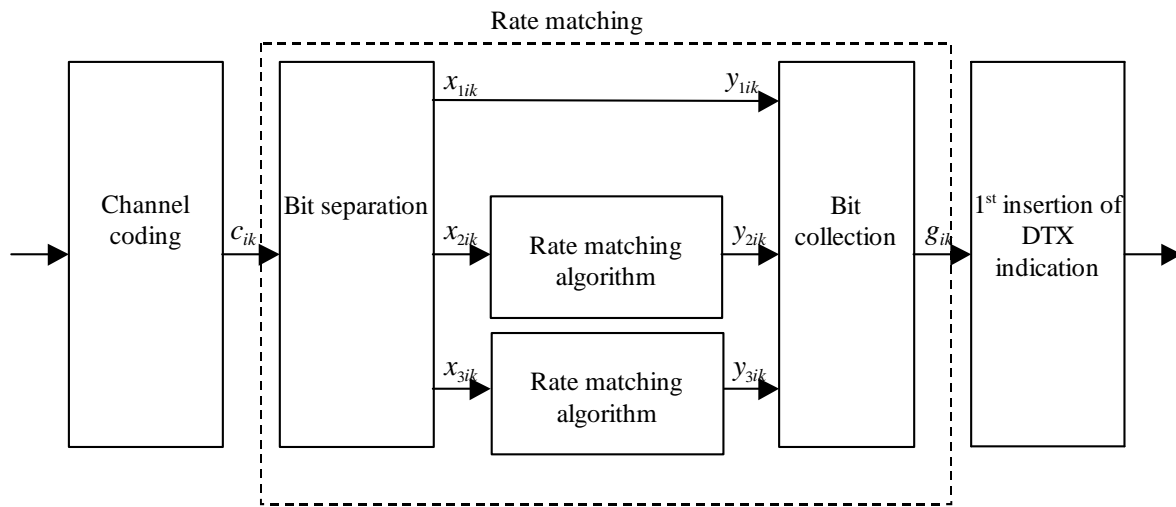 Rate matching
Channel
coding
c_ik
Bit separation
x_1ik
y_1ik
x_2ik
Rate matching
algorithm
y_2ik
x_3ik
Rate matching
algorithm
y_3ik
Bit
collection
g_ik
1st insertion of
DTX
indication